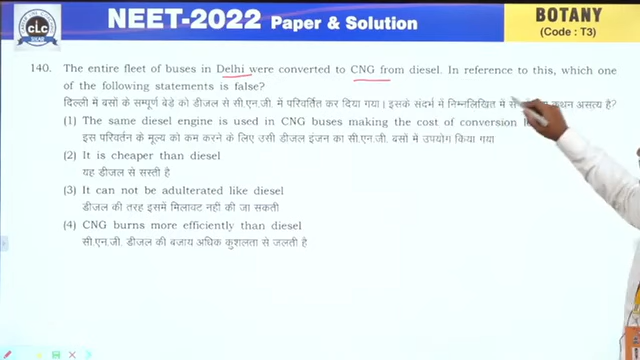 CLC
SIKAR
NEET-2022 Paper & Solution
BOTANY
(Code : T3)
140. The entire fleet of buses in Delhi were converted to CNG from diesel. In reference to this, which one
of the following statements is false?
दिल्ली में बसों के सम्पूर्ण बेड़े को डीजल से सी.एन.जी. में परिवर्तित कर दिया गया। इसके संदर्भ में निम्नलिखित में से कथन असत्य है?
(1) The same diesel engine is used in CNG buses making the cost of conversion
इस परिवर्तन के मूल्य को कम करने के लिए उसी डीजल इंजन का सी.एन.जी. बसों में उपयोग किया गया
(2) It is cheaper than diesel
यह डीजल से सस्ती है
(3) It can not be adulterated like diesel
डीजल की तरह इसमें मिलावट नही की जा सकती
(4) CNG burns more efficiently than diesel
सी.एन.जी. डीजल की बजाय अधिक कुशलता से जलती है